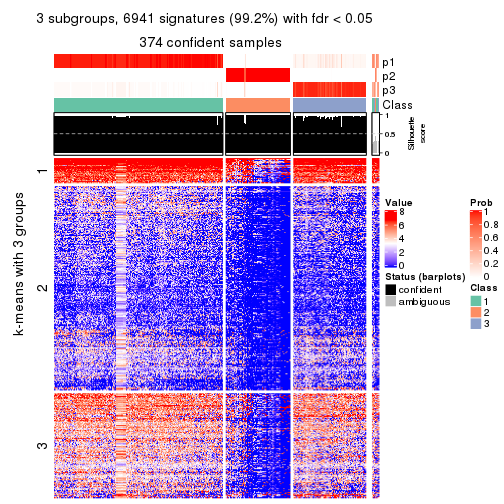 3 subgroups, 6941 signatures (99.2%) with fdr < 0.05
374 confident samples
p1
p2
p3
Class
1
0.5
0
Silhouette
score
k-means with 3 groups
1
2
3
Value
8
6
4
2
0
Status (barplots)
confident
ambiguous
Prob
1
0.8
0.6
0.4
0.2
0
Class
1
2
3